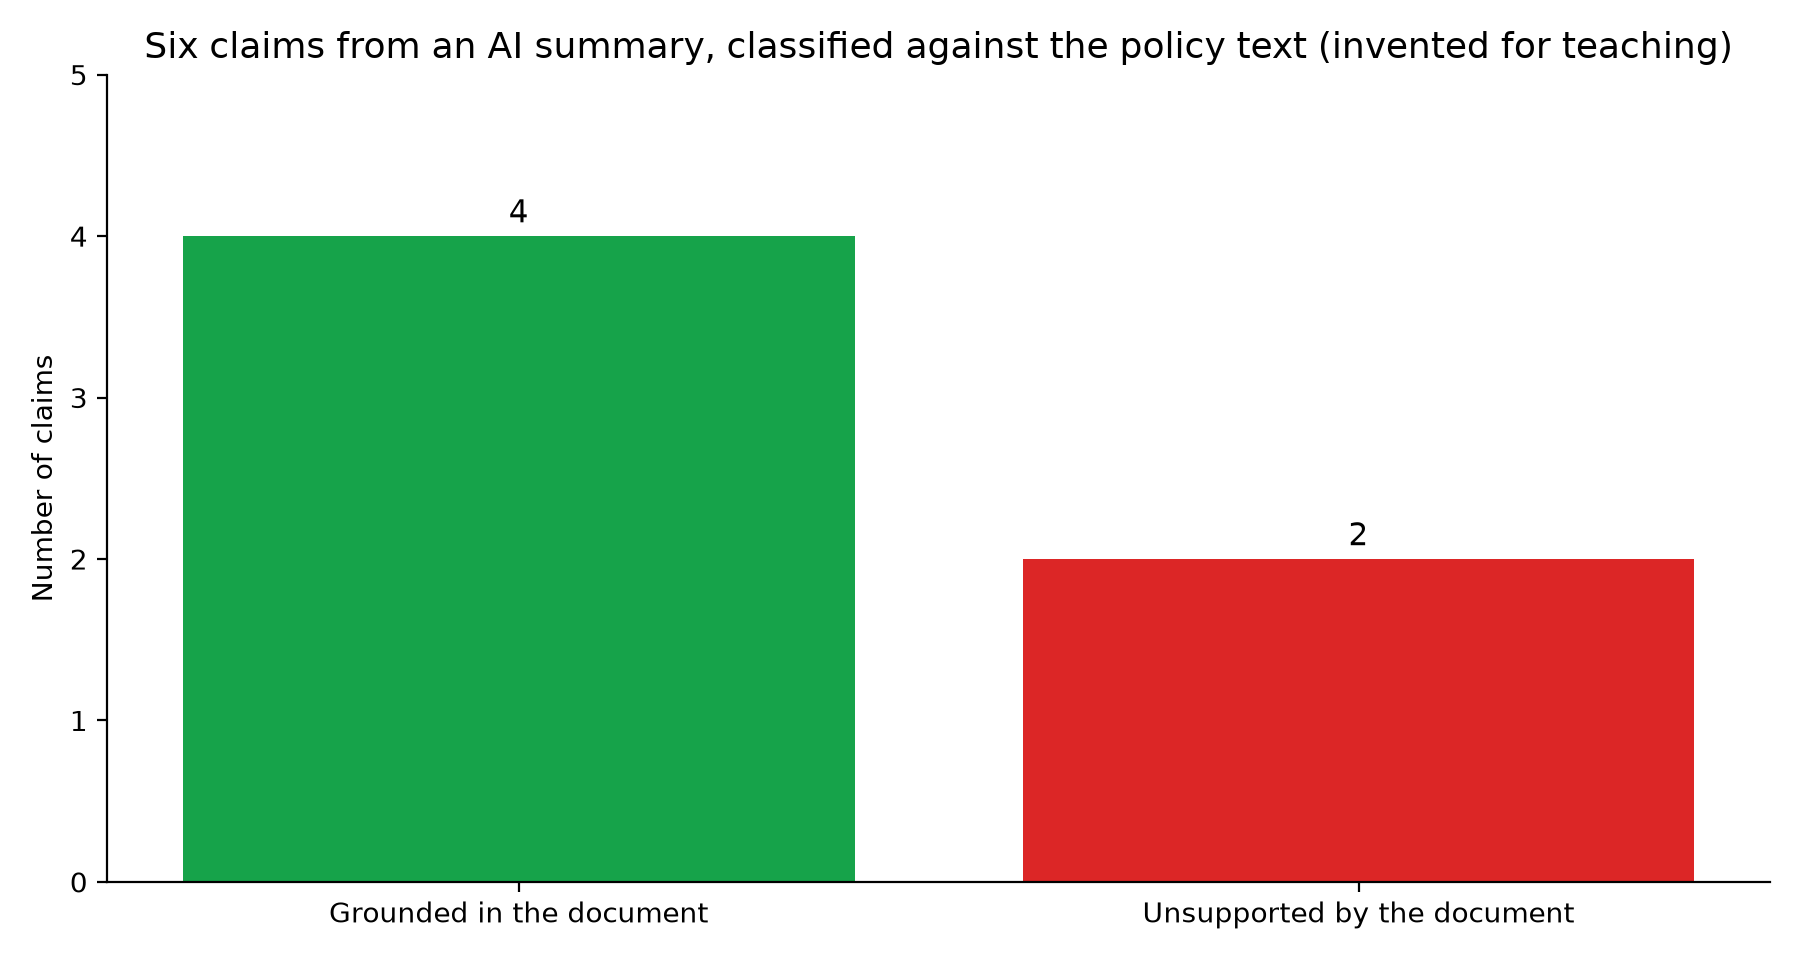 Six claims from an AI summary, classified against the policy text (invented for teaching)
5
4
3
2
1
0
Number of claims
4
2
Grounded in the document
Unsupported by the document